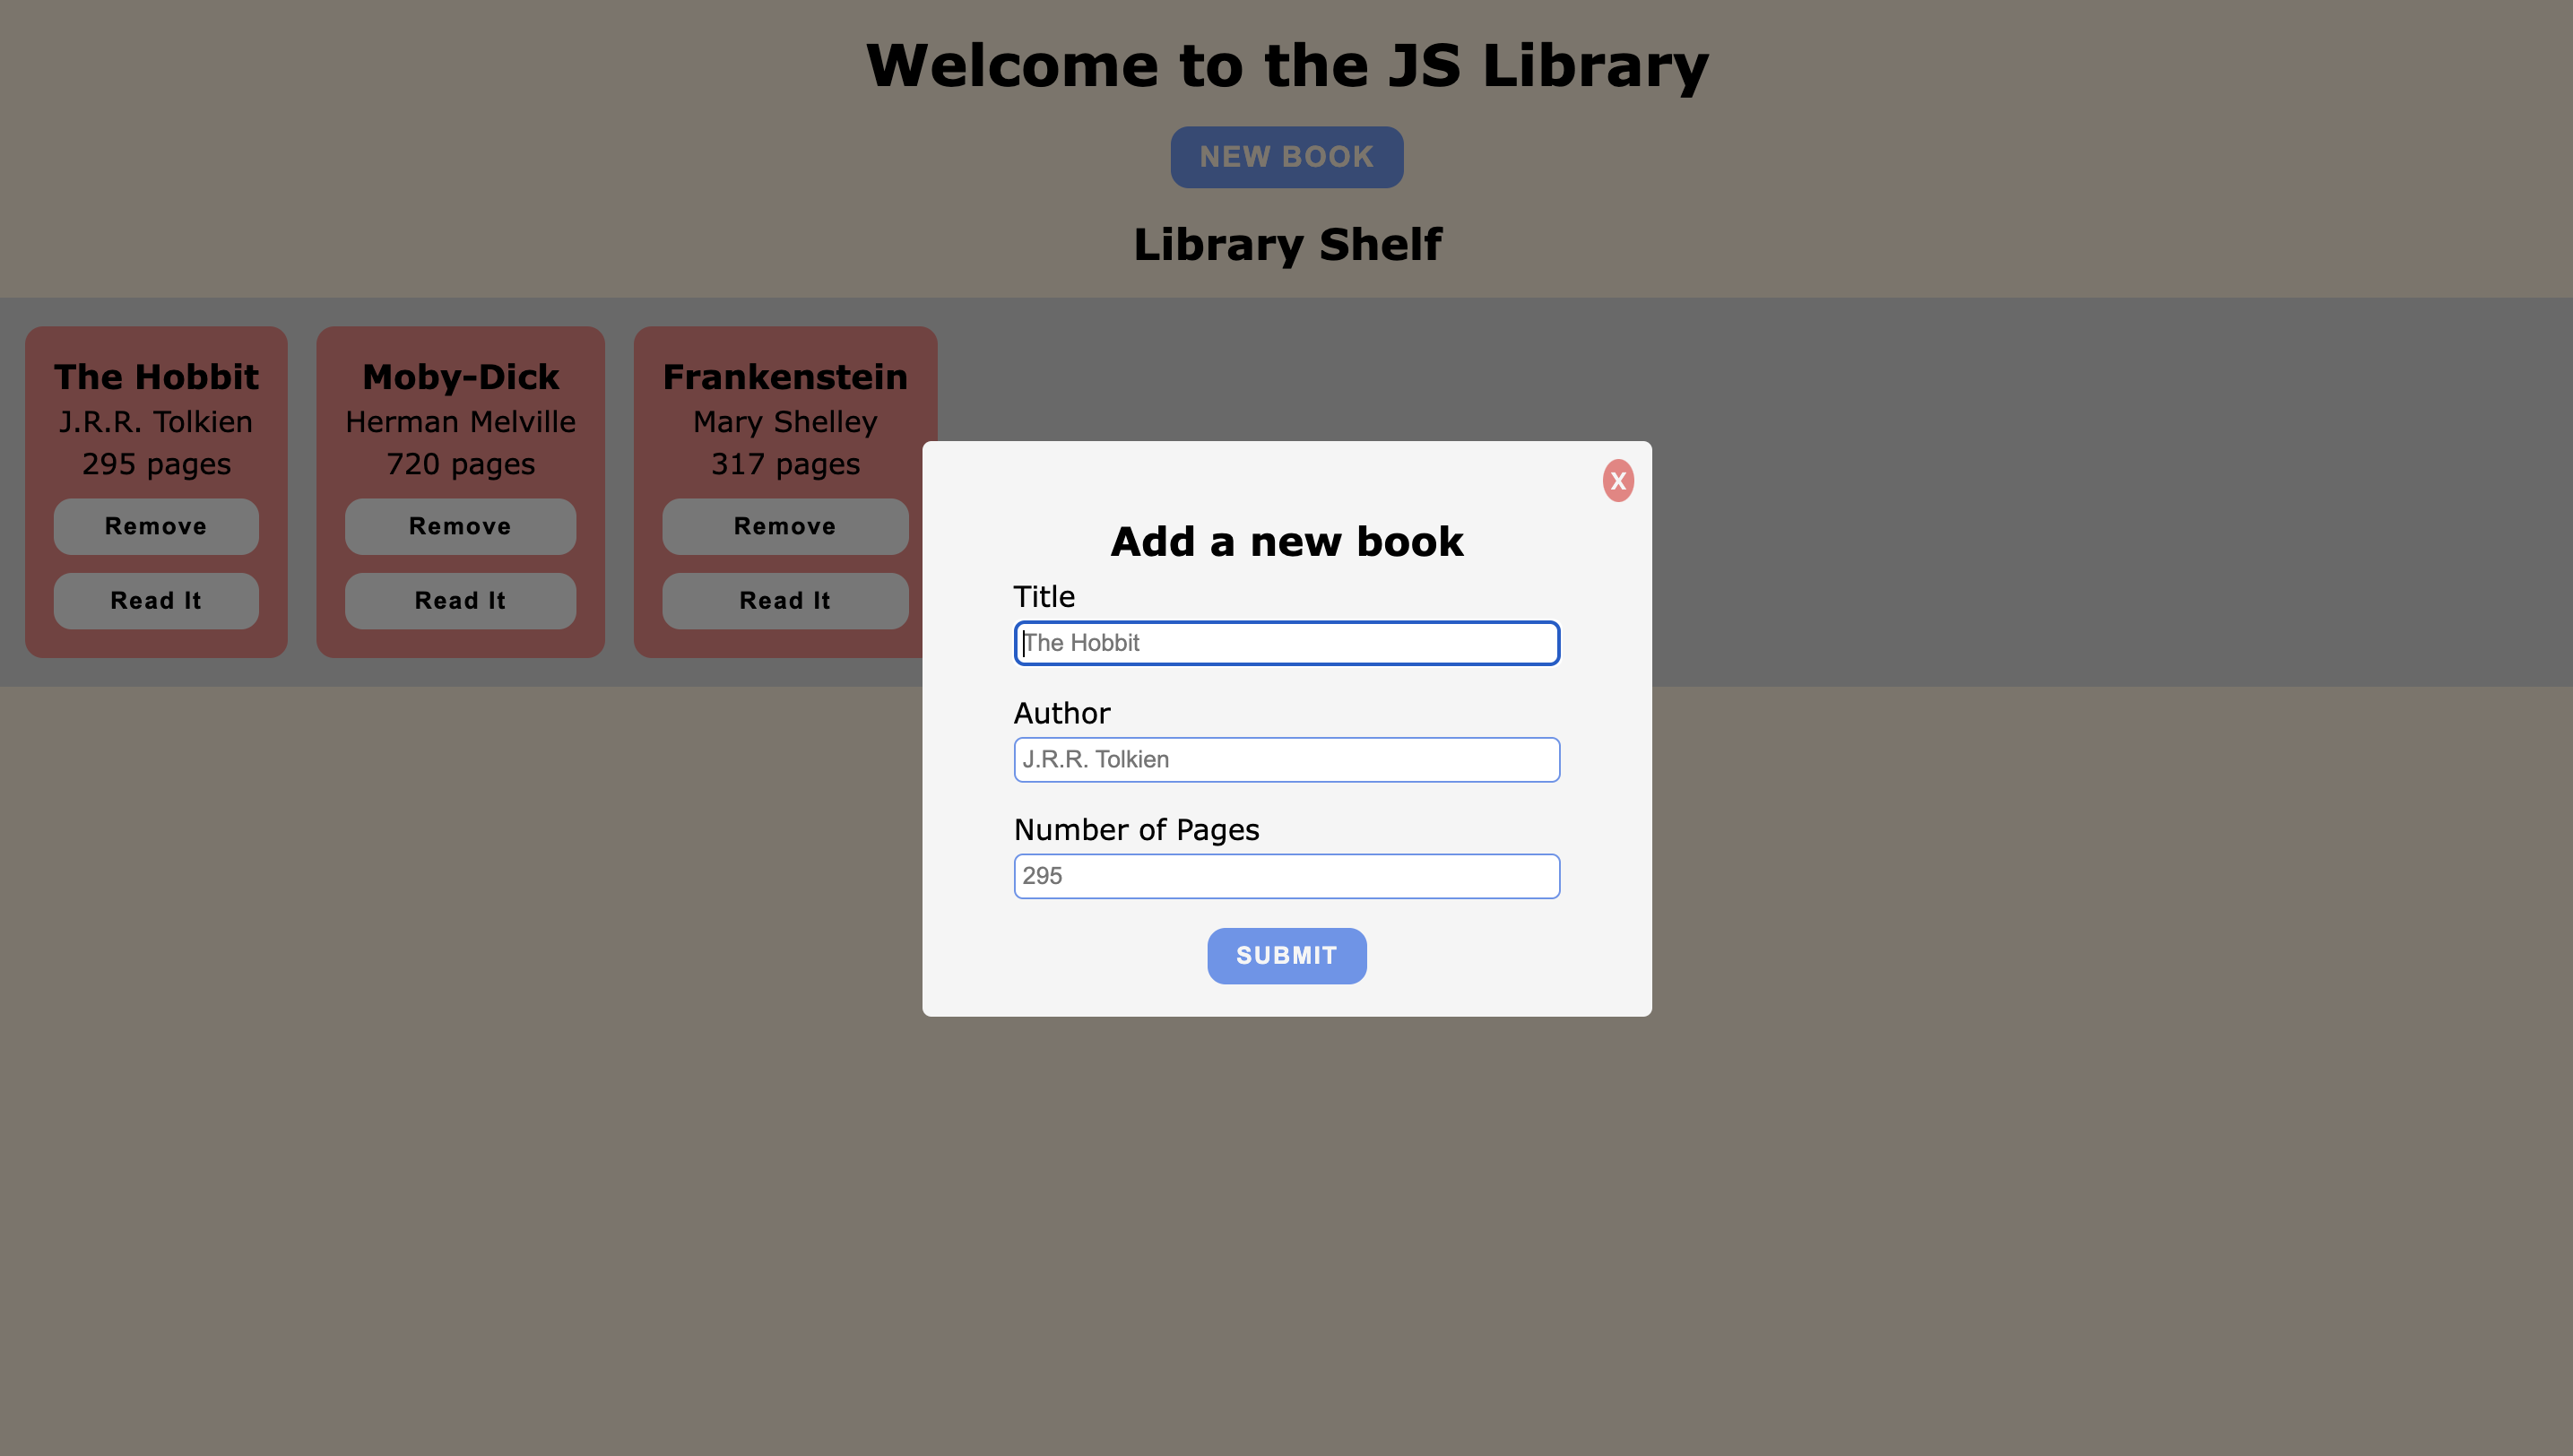 Welcome to the JS Library
NEW BOOK
Library Shelf
The Hobbit
J.R.R. Tolkien
295 pages
Remove
Read It
Moby-Dick
Herman Melville
720 pages
Remove
Read It
Frankenstein
Mary Shelley
317 pages
Remove
Read It
X
Add a new book
Title
The Hobbit
Author
J.R.R. Tolkien
Number of Pages
295
SUBMIT